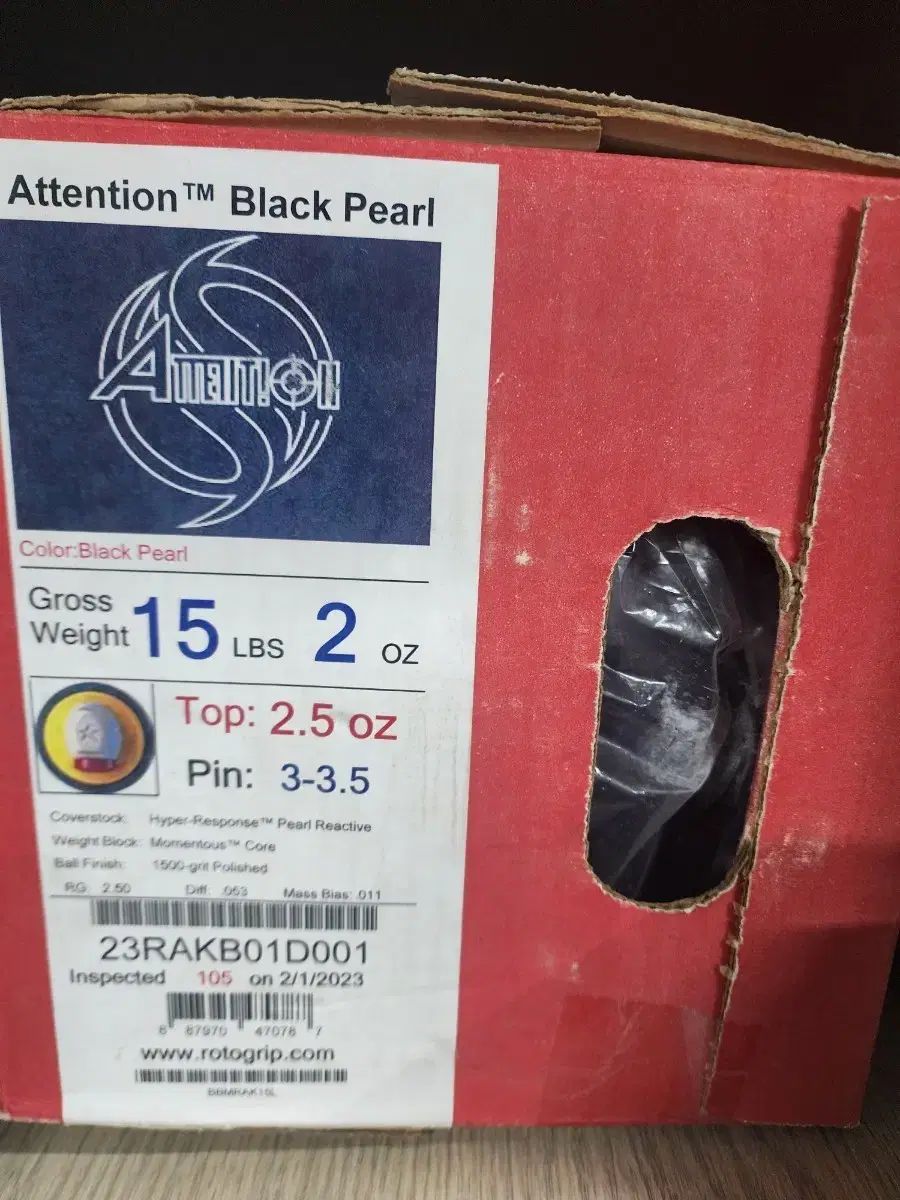 Attention™ Black Pearl
ATTENTION
Color:Black Pearl
Gross Weight 15 LBS 2 oz
Top: 2.5 oz
Pin: 3-3.5
Coverstock: Hyper-Response™ Pearl Reactive
Weight Block: Momentous™ Core
Ball Finish: 1500-grit Polished
RG: 2.50 Diff: .053 Mass Bias: .011
23RAKB01D001
Inspected 105 on 2/1/2023
8 87970 47078 7
www.rotogrip.com